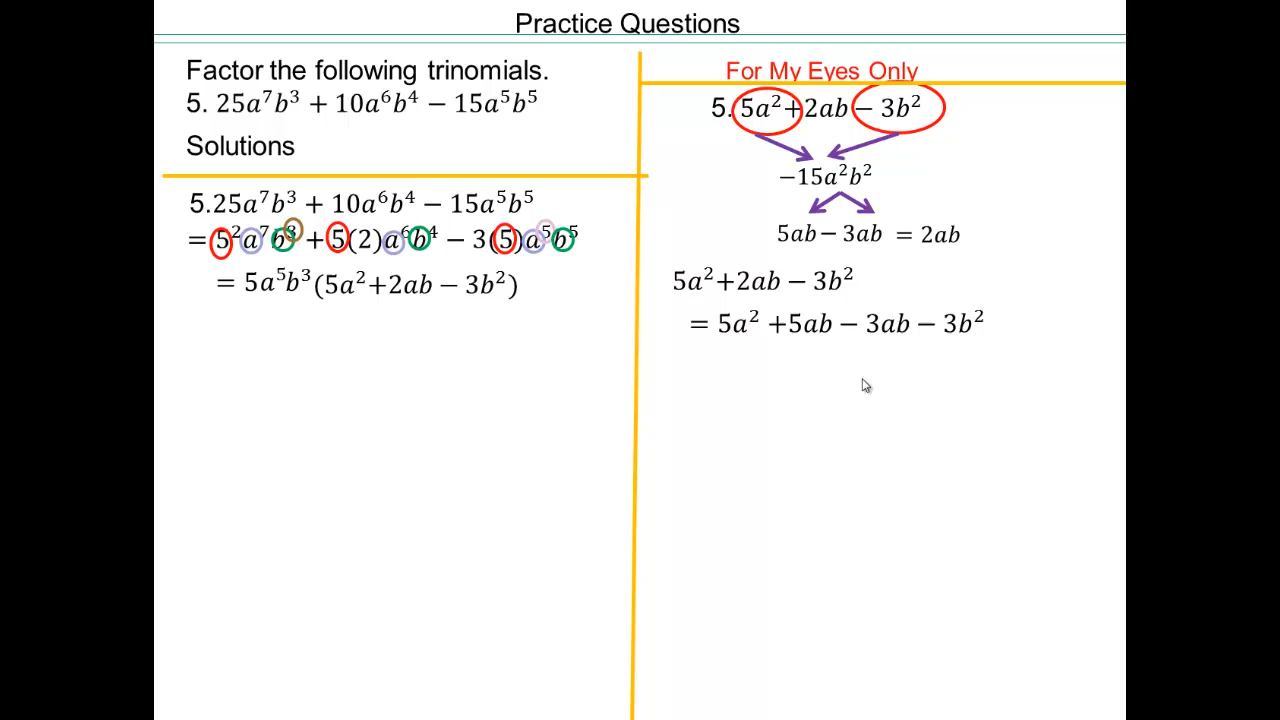 Practice Questions
Factor the following trinomials.
5. 25a⁷b³ + 10a⁶b⁴ − 15a⁵b⁵
Solutions
5.25a⁷b³ + 10a⁶b⁴ − 15a⁵b⁵
= 5²a⁷b³ + 5(2)a⁶b⁴ − 3(5)a⁵b⁵
= 5a⁵b³(5a²+2ab − 3b²)
For My Eyes Only
5. 5a²+2ab − 3b²
−15a²b²
5ab − 3ab = 2ab
5a²+2ab − 3b²
= 5a² +5ab − 3ab − 3b²